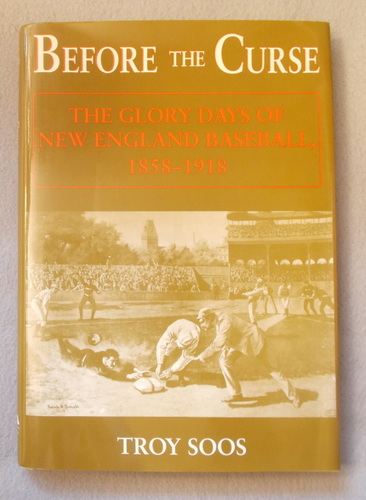 BEFORE THE CURSE
THE GLORY DAYS OF
NEW ENGLAND BASEBALL,
1858–1918
TROY SOOS